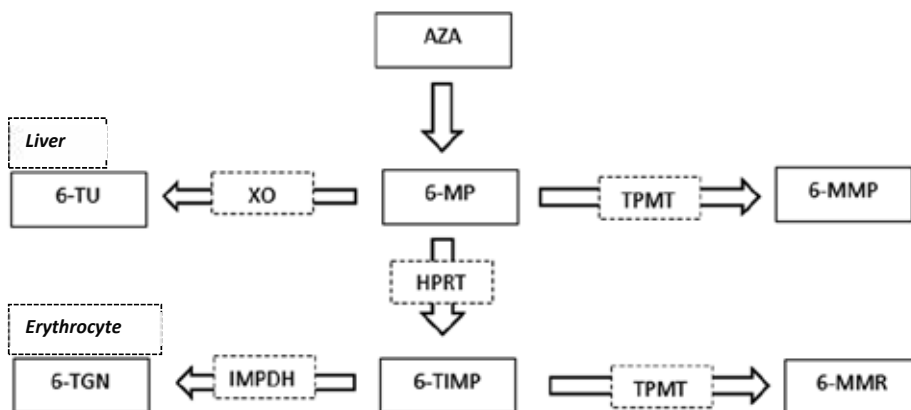 AZA
Liver
6-TU
XO
6-MP
TPMT
6-MMP
HPRT
Erythrocyte
6-TGN
IMPDH
6-TIMP
TPMT
6-MMR